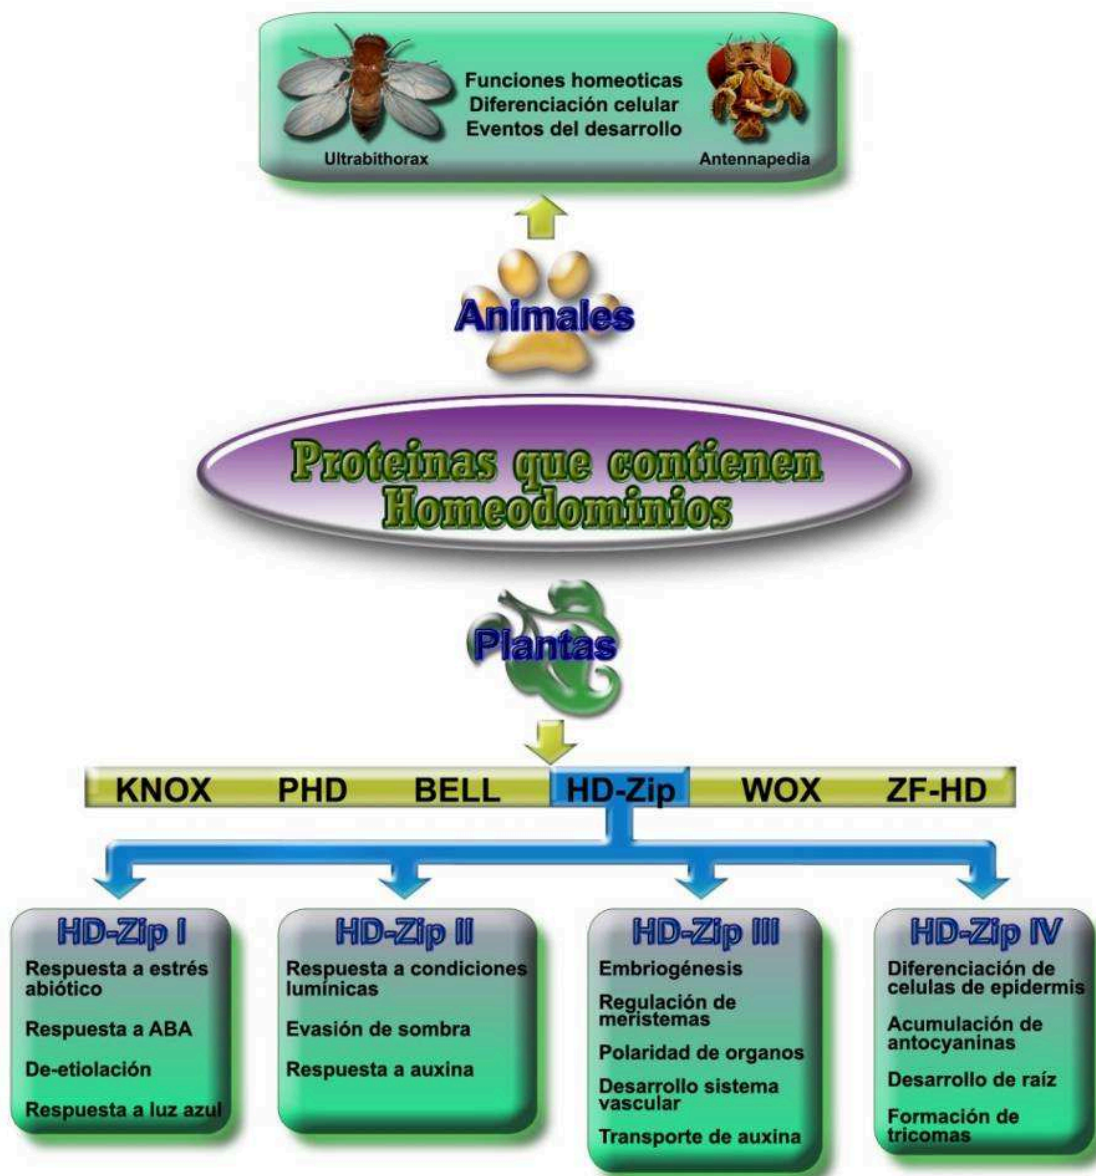 Funciones homeoticas
Diferenciación celular
Eventos del desarrollo
Ultrabithorax
Antennapedia
Animales
Proteinas que contienen
Homeodominios
Plantas
KNOX PHD BELL HD-Zip WOX ZF-HD
HD-Zip I
Respuesta a estrés
abiótico
Respuesta a ABA
De-etiolación
Respuesta a luz azul
HD-Zip II
Respuesta a condiciones
lumínicas
Evasión de sombra
Respuesta a auxina
HD-Zip III
Embriogénesis
Regulación de
meristemas
Polaridad de organos
Desarrollo sistema
vascular
Transporte de auxina
HD-Zip IV
Diferenciación de
celulas de epidermis
Acumulación de
antocyaninas
Desarrollo de raíz
Formación de
tricomas